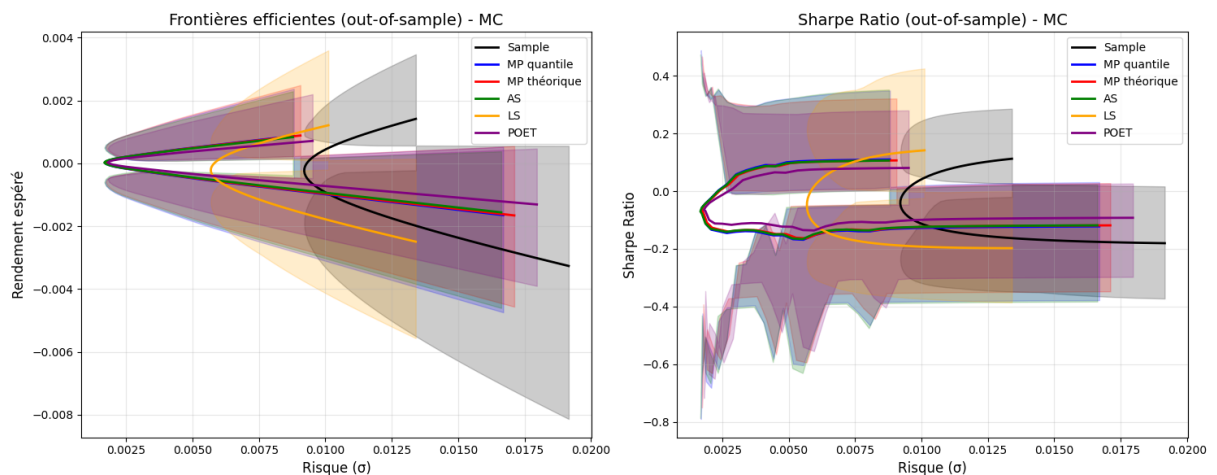 Frontières efficientes (out-of-sample) - MC
Rendement espéré
0.004
0.002
0.000
−0.002
−0.004
−0.006
−0.008
Sample
MP quantile
MP théorique
AS
LS
POET
0.0025 0.0050 0.0075 0.0100 0.0125 0.0150 0.0175 0.0200
Risque (σ)
Sharpe Ratio (out-of-sample) - MC
Sharpe Ratio
0.4
0.2
0.0
−0.2
−0.4
−0.6
−0.8
Sample
MP quantile
MP théorique
AS
LS
POET
0.0025 0.0050 0.0075 0.0100 0.0125 0.0150 0.0175 0.0200
Risque (σ)